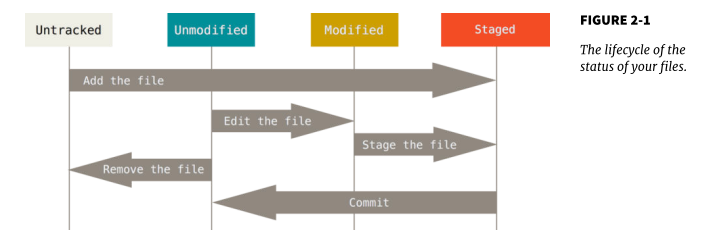 Untracked
Unmodified
Modified
Staged
Add the file
Edit the file
Stage the file
Remove the file
Commit
FIGURE 2-1
The lifecycle of the
status of your files.